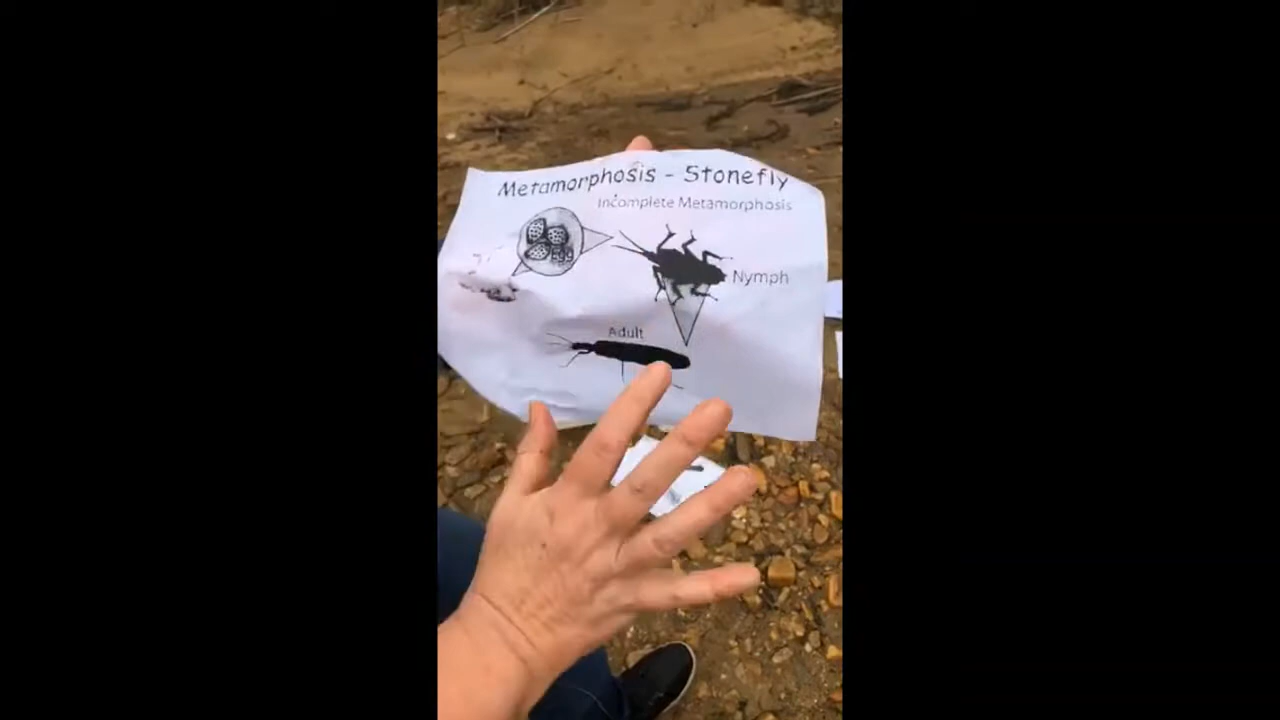 Metamorphosis - Stonefly
Incomplete Metamorphosis
Egg
Nymph
Adult